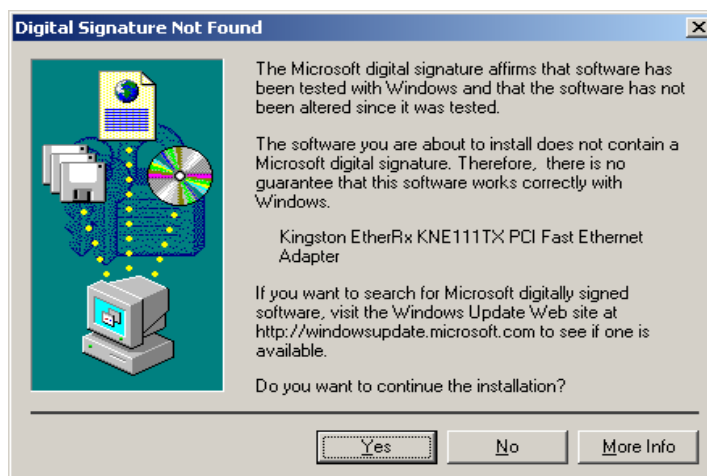 Digital Signature Not Found
The Microsoft digital signature affirms that software has
been tested with Windows and that the software has not
been altered since it was tested.
The software you are about to install does not contain a
Microsoft digital signature. Therefore,  there is no
guarantee that this software works correctly with
Windows.
Kingston EtherRx KNE111TX PCI Fast Ethernet
Adapter
If you want to search for Microsoft digitally signed
software, visit the Windows Update Web site at
http://windowsupdate.microsoft.com to see if one is
available.
Do you want to continue the installation?
Yes No More Info